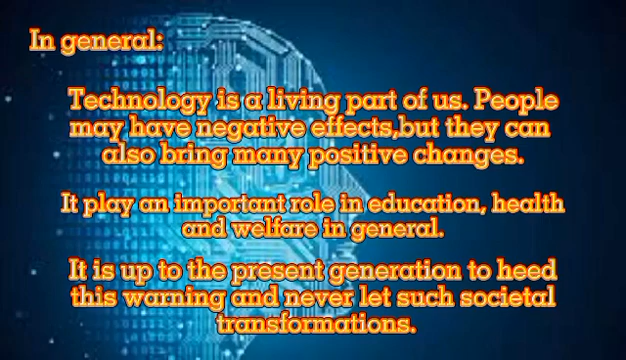 In general:
Technology is a living part of us. People
may have negative effects,but they can
also bring many positive changes.
It play an important role in education, health
and welfare in general.
It is up to the present generation to heed
this warning and never let such societal
transformations.